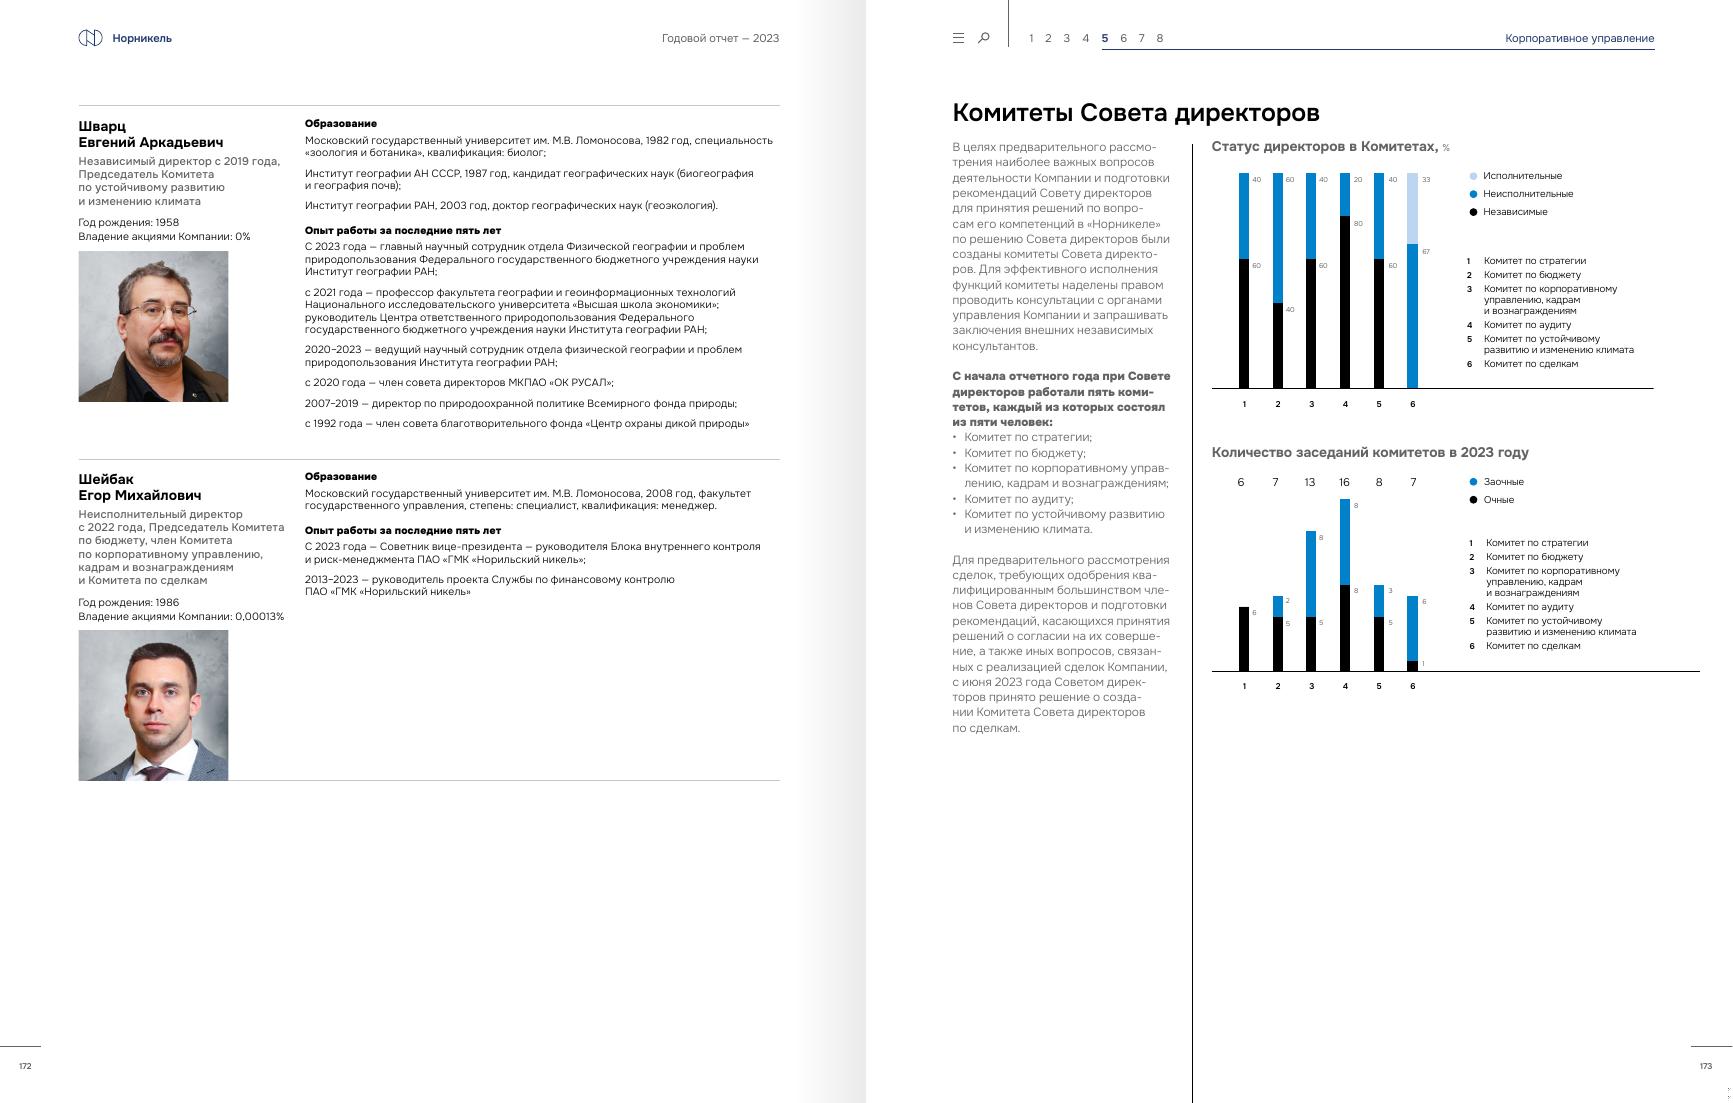 Норникель
Годовой отчет — 2023
Шварц
Евгений Аркадьевич
Независимый директор с 2019 года,
Председатель Комитета
по устойчивому развитию
и изменению климата
Год рождения: 1958
Владение акциями Компании: 0%
Образование
Московский государственный университет им. М.В. Ломоносова, 1982 год, специальность
«зоология и ботаника», квалификация: биолог;
Институт географии АН СССР, 1987 год, кандидат географических наук (биогеография
и география почв);
Институт географии РАН, 2003 год, доктор географических наук (геоэкология).
Опыт работы за последние пять лет
С 2023 года — главный научный сотрудник отдела Физической географии и проблем
природопользования Федерального государственного бюджетного учреждения науки
Институт географии РАН;
с 2021 года — профессор факультета географии и геоинформационных технологий
Национального исследовательского университета «Высшая школа экономики»;
руководитель Центра ответственного природопользования Федерального
государственного бюджетного учреждения науки Института географии РАН;
2020–2023 — ведущий научный сотрудник отдела физической географии и проблем
природопользования Института географии РАН;
с 2020 года — член совета директоров МКПАО «ОК РУСАЛ»;
2007–2019 — директор по природоохранной политике Всемирного фонда природы;
с 1992 года — член совета благотворительного фонда «Центр охраны дикой природы»
Шейбак
Егор Михайлович
Неисполнительный директор
с 2022 года, Председатель Комитета
по бюджету, член Комитета
по корпоративному управлению,
кадрам и вознаграждениям
и Комитета по сделкам
Год рождения: 1986
Владение акциями Компании: 0,00013%
Образование
Московский государственный университет им. М.В. Ломоносова, 2008 год, факультет
государственного управления, степень: специалист, квалификация: менеджер.
Опыт работы за последние пять лет
С 2023 года — Советник вице-президента — руководителя Блока внутреннего контроля
и риск-менеджмента ПАО «ГМК «Норильский никель»;
2013–2023 — руководитель проекта Службы по финансовому контролю
ПАО «ГМК «Норильский никель»
172
1 2 3 4 5 6 7 8
Корпоративное управление
Комитеты Совета директоров
В целях предварительного рассмо-
трения наиболее важных вопросов
деятельности Компании и подготовки
рекомендаций Совету директоров
для принятия решений по вопро-
сам его компетенций в «Норникеле»
по решению Совета директоров были
созданы комитеты Совета директо-
ров. Для эффективного исполнения
функций комитеты наделены правом
проводить консультации с органами
управления Компании и запрашивать
заключения внешних независимых
консультантов.
С начала отчетного года при Совете
директоров работали пять коми-
тетов, каждый из которых состоял
из пяти человек:
• Комитет по стратегии;
• Комитет по бюджету;
• Комитет по корпоративному управ-
лению, кадрам и вознаграждениям;
• Комитет по аудиту;
• Комитет по устойчивому развитию
и изменению климата.
Для предварительного рассмотрения
сделок, требующих одобрения ква-
лифицированным большинством чле-
нов Совета директоров и подготовки
рекомендаций, касающихся принятия
решений о согласии на их соверше-
ние, а также иных вопросов, связан-
ных с реализацией сделок Компании,
с июня 2023 года Советом дирек-
торов принято решение о созда-
нии Комитета Совета директоров
по сделкам.
Статус директоров в Комитетах, %
40 60 40 20 40 33
80
67
60 60 60
40
1 2 3 4 5 6
Исполнительные
Неисполнительные
Независимые
1 Комитет по стратегии
2 Комитет по бюджету
3 Комитет по корпоративному
управлению, кадрам
и вознаграждениям
4 Комитет по аудиту
5 Комитет по устойчивому
развитию и изменению климата
6 Комитет по сделкам
Количество заседаний комитетов в 2023 году
6 7 13 16 8 7
8
8
8 3
2 6
6
5 5 5
1
1 2 3 4 5 6
Заочные
Очные
1 Комитет по стратегии
2 Комитет по бюджету
3 Комитет по корпоративному
управлению, кадрам
и вознаграждениям
4 Комитет по аудиту
5 Комитет по устойчивому
развитию и изменению климата
6 Комитет по сделкам
173